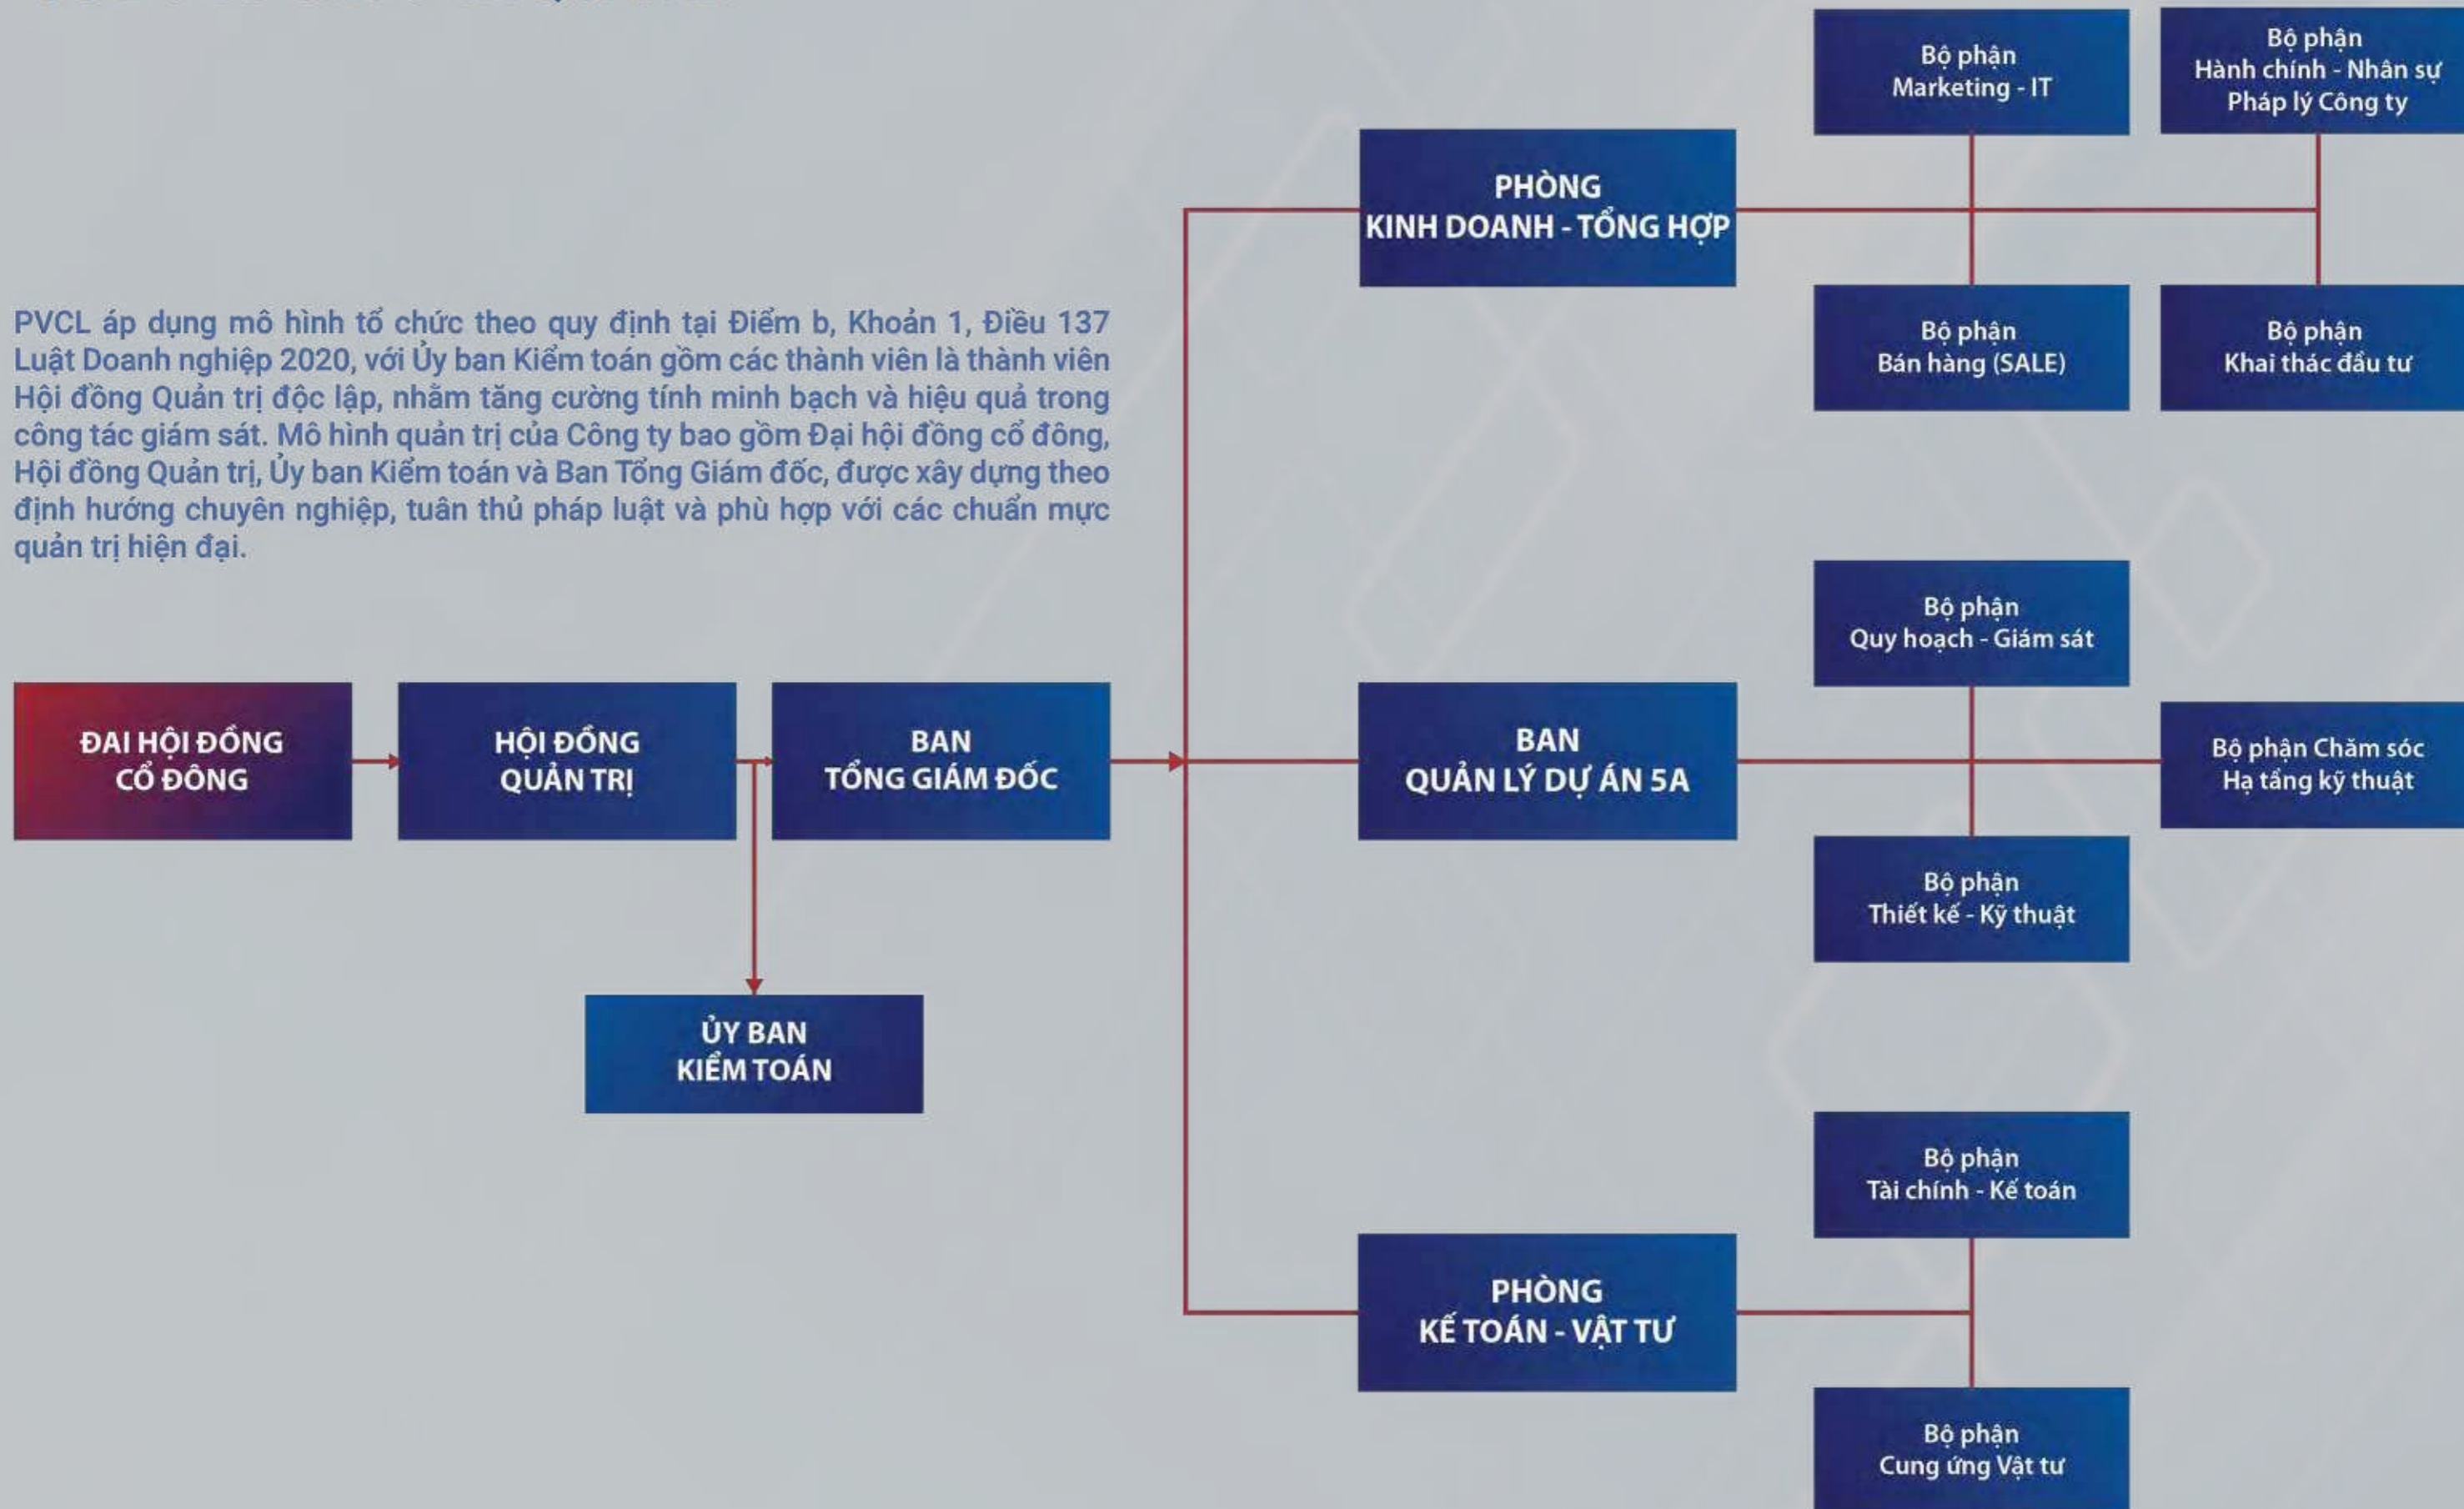 PVCL áp dụng mô hình tổ chức theo quy định tại Điểm b, Khoản 1, Điều 137
Luật Doanh nghiệp 2020, với Ủy ban Kiểm toán gồm các thành viên là thành viên
Hội đồng Quản trị độc lập, nhằm tăng cường tính minh bạch và hiệu quả trong
công tác giám sát. Mô hình quản trị của Công ty bao gồm Đại hội đồng cổ đông,
Hội đồng Quản trị, Ủy ban Kiểm toán và Ban Tổng Giám đốc, được xây dựng theo
định hướng chuyên nghiệp, tuân thủ pháp luật và phù hợp với các chuẩn mực
quản trị hiện đại.
ĐAI HỘI ĐỒNG
CỔ ĐÔNG
HỘI ĐỒNG
QUẢN TRỊ
BAN
TỔNG GIÁM ĐỐC
ỦY BAN
KIỂM TOÁN
PHÒNG
KINH DOANH - TỔNG HỢP
Bộ phận
Marketing - IT
Bộ phận
Hành chính - Nhân sự
Pháp lý Công ty
Bộ phận
Bán hàng (SALE)
Bộ phận
Khai thác đầu tư
BAN
QUẢN LÝ DỰ ÁN 5A
Bộ phận
Quy hoạch - Giám sát
Bộ phận Chăm sóc
Hạ tầng kỹ thuật
Bộ phận
Thiết kế - Kỹ thuật
PHÒNG
KẾ TOÁN - VẬT TƯ
Bộ phận
Tài chính - Kế toán
Bộ phận
Cung ứng Vật tư